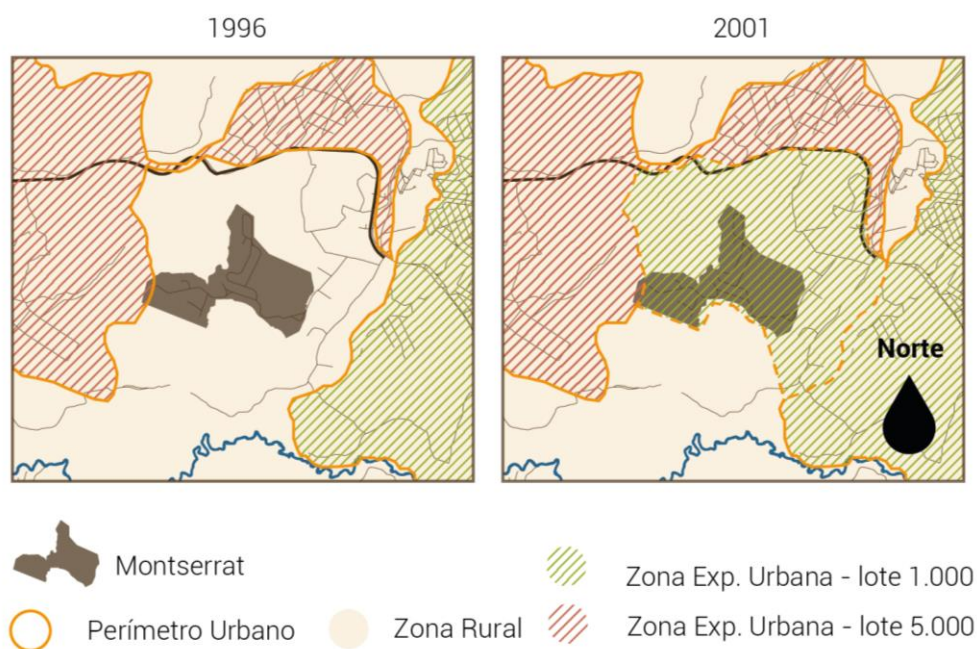 1996
2001
Norte
Montserrat
Zona Exp. Urbana - lote 1.000
Perímetro Urbano
Zona Rural
Zona Exp. Urbana - lote 5.000